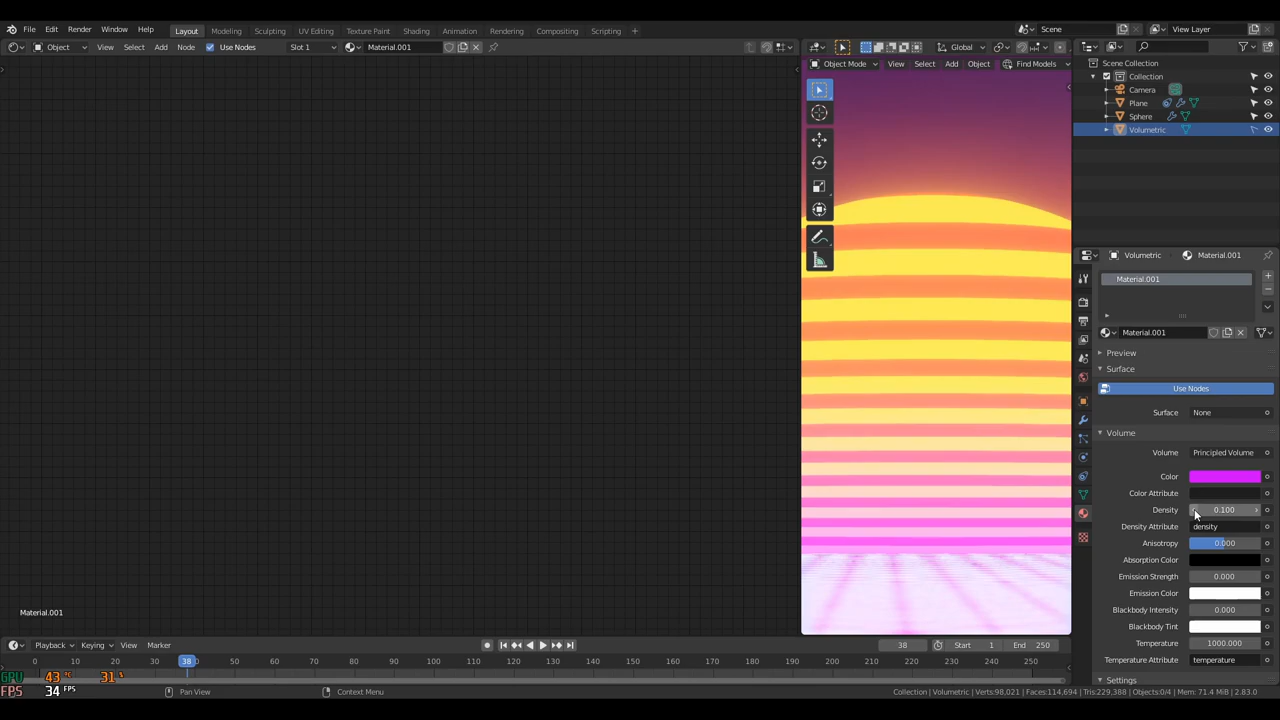 File Edit Render Window Help Layout Modeling Sculpting UV Editing Texture Paint Shading Animation Rendering Compositing Scripting + Scene View Layer
Object View Select Add Node Use Nodes Slot 1 Material.001 Global
Object Mode View Select Add Object Find Models
Scene Collection
Collection
Camera
Plane
Sphere
Volumetric
Volumetric Material.001
Material.001
Material.001
Preview
Surface
Use Nodes
Surface None
Volume
Volume Principled Volume
Color
Color Attribute
Density 0.100
Density Attribute density
Anisotropy 0.000
Absorption Color
Emission Strength 0.000
Emission Color
Blackbody Intensity 0.000
Blackbody Tint
Temperature 1000.000
Temperature Attribute temperature
Settings
Material.001
Playback Keying View Marker 38 Start 1 End 250
0 10 20 30 38 50 60 70 80 90 100 110 120 130 140 150 160 170 180 190 200 210 220 230 240 250
GPU 43 °C 31 %
FPS 34 FPS Pan View Context Menu Collection | Volumetric | Verts:98,021 | Faces:114,694 | Tris:229,388 | Objects:0/4 | Mem: 71.4 MiB | 2.83.0